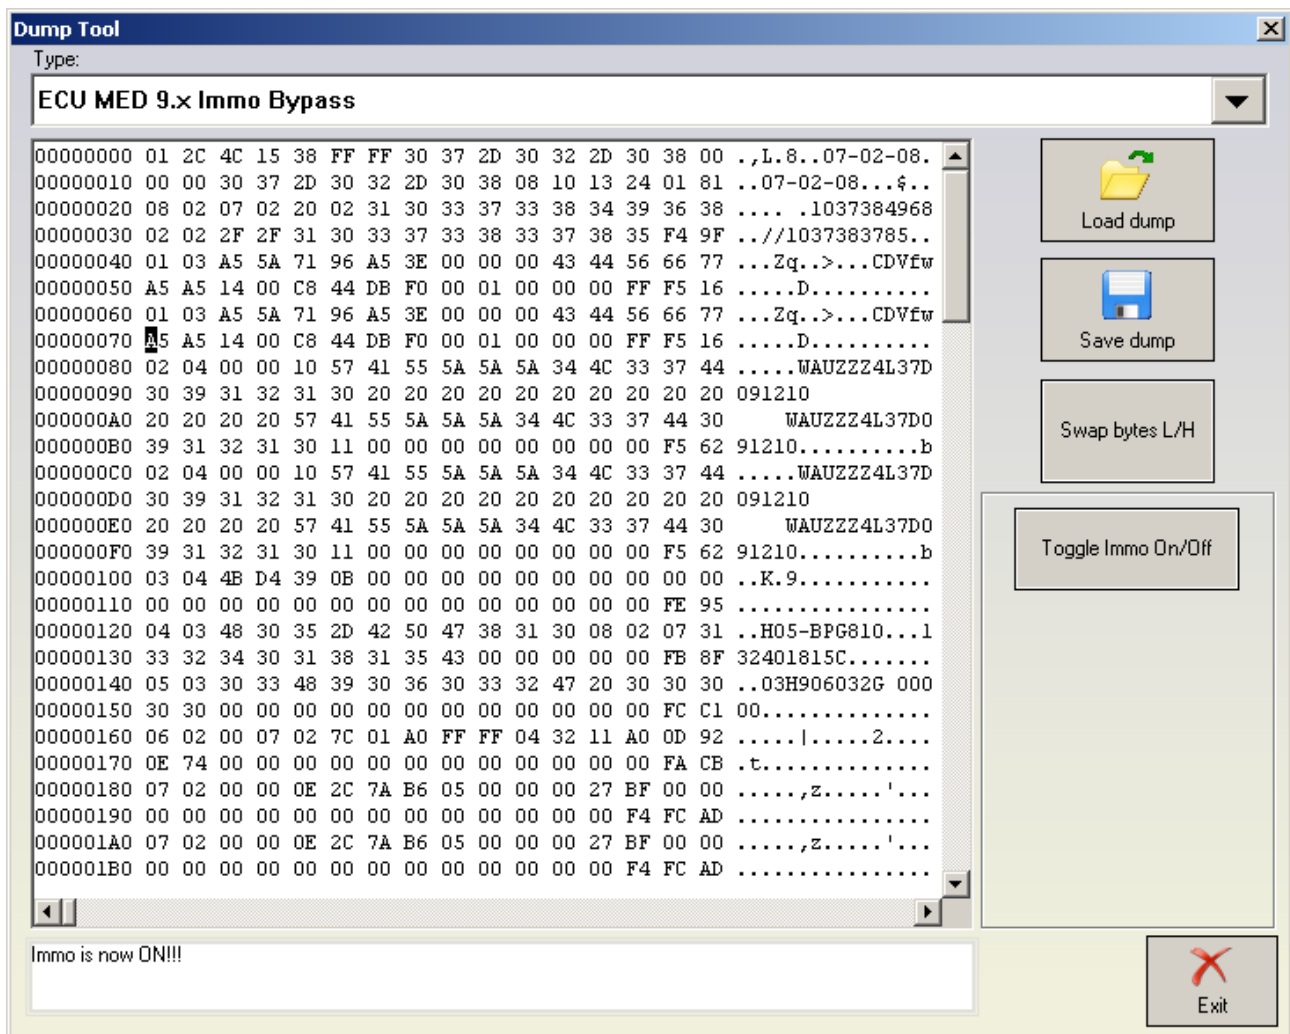 Dump Tool
Type:
ECU MED 9.x Immo Bypass
00000000 01 2C 4C 15 38 FF FF 30 37 2D 30 32 2D 30 38 00 .,L.8..07-02-08.
00000010 00 00 30 37 2D 30 32 2D 30 38 08 10 13 24 01 81 ..07-02-08...$..
00000020 08 02 07 02 20 02 31 30 33 37 33 38 34 39 36 38 .... .1037384968
00000030 02 02 2F 2F 31 30 33 37 33 38 33 37 38 35 F4 9F ..//1037383785..
00000040 01 03 A5 5A 71 96 A5 3E 00 00 00 43 44 56 66 77 ...Zq..>...CDVfw
00000050 A5 A5 14 00 C8 44 DB F0 00 01 00 00 00 FF F5 16 .....D..........
00000060 01 03 A5 5A 71 96 A5 3E 00 00 00 43 44 56 66 77 ...Zq..>...CDVfw
00000070 A5 A5 14 00 C8 44 DB F0 00 01 00 00 00 FF F5 16 .....D..........
00000080 02 04 00 00 10 57 41 55 5A 5A 5A 34 4C 33 37 44 .....WAUZZZ4L37D
00000090 30 39 31 32 31 30 20 20 20 20 20 20 20 20 20 20 091210
000000A0 20 20 20 20 57 41 55 5A 5A 5A 34 4C 33 37 44 30     WAUZZZ4L37D0
000000B0 39 31 32 31 30 11 00 00 00 00 00 00 00 00 F5 62 91210..........b
000000C0 02 04 00 00 10 57 41 55 5A 5A 5A 34 4C 33 37 44 .....WAUZZZ4L37D
000000D0 30 39 31 32 31 30 20 20 20 20 20 20 20 20 20 20 091210
000000E0 20 20 20 20 57 41 55 5A 5A 5A 34 4C 33 37 44 30     WAUZZZ4L37D0
000000F0 39 31 32 31 30 11 00 00 00 00 00 00 00 00 F5 62 91210..........b
00000100 03 04 4B D4 39 0B 00 00 00 00 00 00 00 00 00 00 ..K.9...........
00000110 00 00 00 00 00 00 00 00 00 00 00 00 00 00 FE 95 ................
00000120 04 03 48 30 35 2D 42 50 47 38 31 30 08 02 07 31 ..H05-BPG810...1
00000130 33 32 34 30 31 38 31 35 43 00 00 00 00 00 FB 8F 32401815C.......
00000140 05 03 30 33 48 39 30 36 30 33 32 47 20 30 30 30 ..03H906032G 000
00000150 30 30 00 00 00 00 00 00 00 00 00 00 00 00 FC C1 00..............
00000160 06 02 00 07 02 7C 01 A0 FF FF 04 32 11 A0 0D 92 .....|.....2....
00000170 0E 74 00 00 00 00 00 00 00 00 00 00 00 00 FA CB .t..............
00000180 07 02 00 00 0E 2C 7A B6 05 00 00 00 27 BF 00 00 .....,z.....'...
00000190 00 00 00 00 00 00 00 00 00 00 00 00 00 F4 FC AD ................
000001A0 07 02 00 00 0E 2C 7A B6 05 00 00 00 27 BF 00 00 .....,z.....'...
000001B0 00 00 00 00 00 00 00 00 00 00 00 00 00 F4 FC AD ................
Load dump
Save dump
Swap bytes L/H
Toggle Immo On/Off
Immo is now ON!!!
Exit